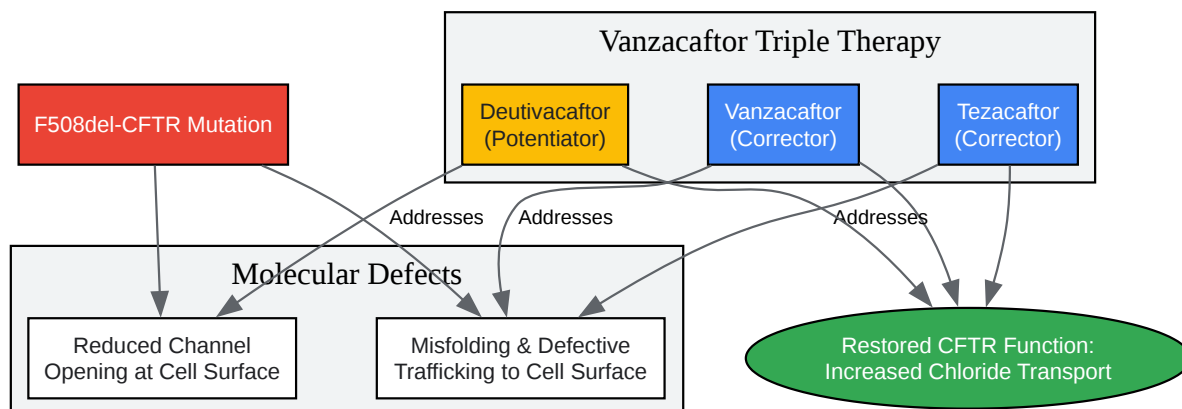 Vanzacaftor Triple Therapy
F508del-CFTR Mutation
Deutivacaftor
(Potentiator)
Vanzacaftor
(Corrector)
Tezacaftor
(Corrector)
Addresses
Addresses
Addresses
Molecular Defects
Reduced Channel
Opening at Cell Surface
Misfolding & Defective
Trafficking to Cell Surface
Restored CFTR Function:
Increased Chloride Transport